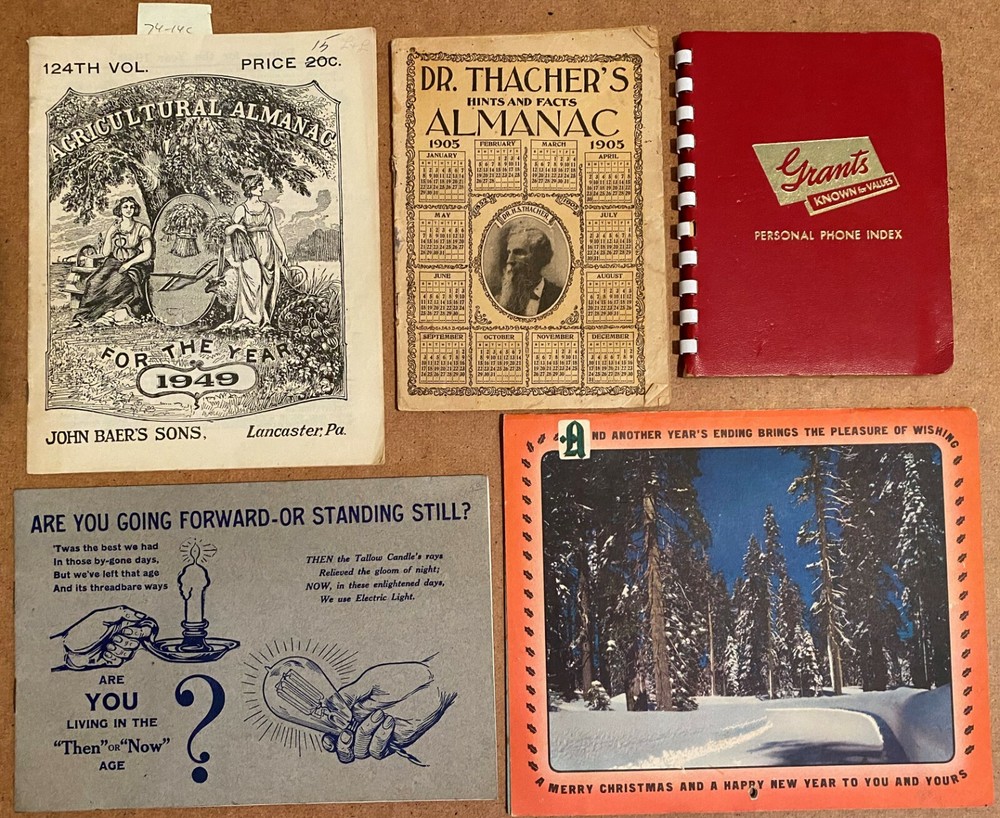 74-14c
15
124TH VOL. PRICE 20C.
AGRICULTURAL ALMANAC
FOR THE YEAR
1949
JOHN BAER'S SONS, Lancaster, Pa.
DR. THACHER'S
HINTS AND FACTS
ALMANAC
1905 1905
JANUARY FEBRUARY MARCH APRIL
MAY JULY
DR. H.S. THACHER
JUNE AUGUST
SEPTEMBER OCTOBER NOVEMBER DECEMBER
Grants
KNOWN for VALUES
PERSONAL PHONE INDEX
ARE YOU GOING FORWARD-OR STANDING STILL?
'Twas the best we had
In those by-gone days,
But we've left that age
And its threadbare ways
THEN the Tallow Candle's rays
Relieved the gloom of night;
NOW, in these enlightened days,
We use Electric Light.
ARE
YOU
LIVING IN THE
"Then" OR "Now"
AGE
?
AND ANOTHER YEAR'S ENDING BRINGS THE PLEASURE OF WISHING
A MERRY CHRISTMAS AND A HAPPY NEW YEAR TO YOU AND YOURS